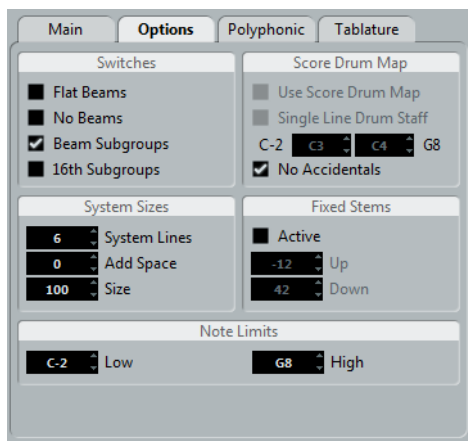 Main Options Polyphonic Tablature
Switches
Flat Beams
No Beams
Beam Subgroups
16th Subgroups
Score Drum Map
Use Score Drum Map
Single Line Drum Staff
C-2 C3 C4 G8
No Accidentals
System Sizes
6 System Lines
0 Add Space
100 Size
Fixed Stems
Active
-12 Up
42 Down
Note Limits
C-2 Low G8 High